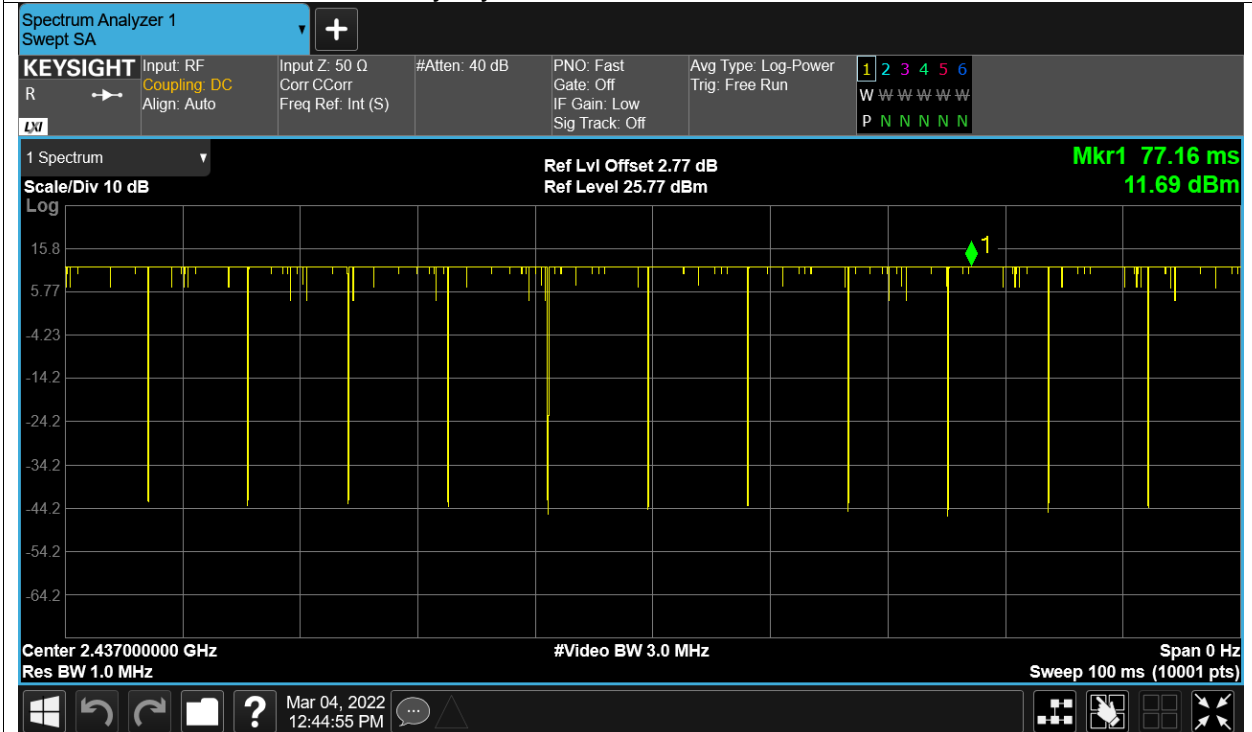 Spectrum Analyzer 1
Swept SA
+
KEYSIGHT
R
LXI
Input: RF
Coupling: DC
Align: Auto
Input Z: 50 Ω
Corr CCorr
Freq Ref: Int (S)
#Atten: 40 dB
PNO: Fast
Gate: Off
IF Gain: Low
Sig Track: Off
Avg Type: Log-Power
Trig: Free Run
1 2 3 4 5 6
W W W W W W
P N N N N N
1 Spectrum
Scale/Div 10 dB
Log
Ref Lvl Offset 2.77 dB
Ref Level 25.77 dBm
Mkr1 77.16 ms
11.69 dBm
1
15.8
5.77
-4.23
-14.2
-24.2
-34.2
-44.2
-54.2
-64.2
Center 2.437000000 GHz
Res BW 1.0 MHz
#Video BW 3.0 MHz
Span 0 Hz
Sweep 100 ms (10001 pts)
?
Mar 04, 2022
12:44:55 PM